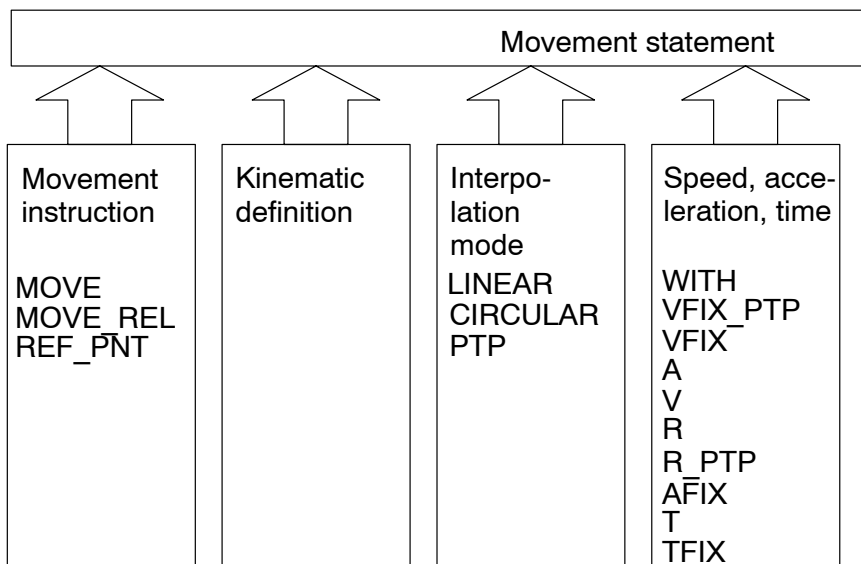 Movement statement
Movement
instruction
MOVE
MOVE_REL
REF_PNT
Kinematic
definition
Interpo-
lation
mode
LINEAR
CIRCULAR
PTP
Speed, acce-
leration, time
WITH
VFIX_PTP
VFIX
A
V
R
R_PTP
AFIX
T
TFIX